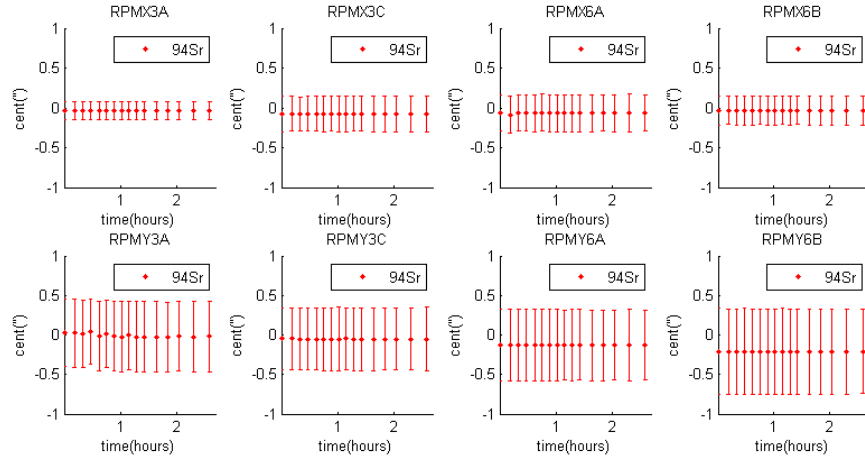 RPMX3A RPMX3C RPMX6A RPMX6B
1 1 1 1
94Sr 94Sr 94Sr 94Sr
0.5 0.5 0.5 0.5
cent(") cent(") cent(") cent(")
0 0 0 0
-0.5 -0.5 -0.5 -0.5
-1 -1 -1 -1
1 2 1 2 1 2 1 2
time(hours) time(hours) time(hours) time(hours)
RPMY3A RPMY3C RPMY6A RPMY6B
1 1 1 1
94Sr 94Sr 94Sr 94Sr
0.5 0.5 0.5 0.5
cent(") cent(") cent(") cent(")
0 0 0 0
-0.5 -0.5 -0.5 -0.5
-1 -1 -1 -1
1 2 1 2 1 2 1 2
time(hours) time(hours) time(hours) time(hours)